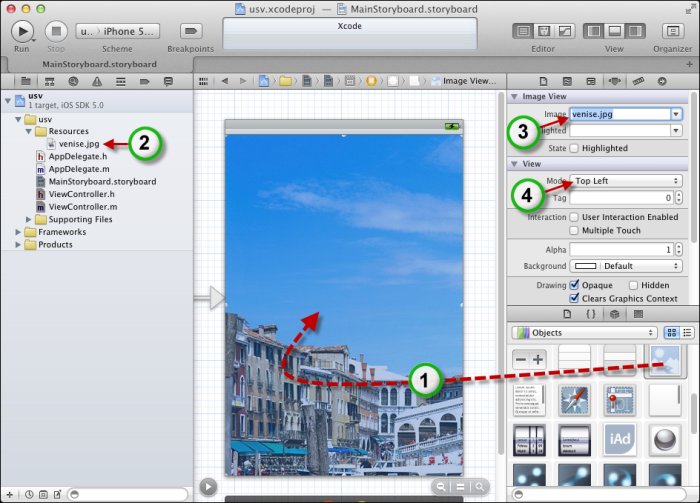 usv.xcodeproj — MainStoryboard.storyboard
Run
Stop
u.. iPhone 5...
Scheme
Breakpoints
Xcode
Editor
View
Organizer
MainStoryboard.storyboard
Image View...
usv
1 target, iOS SDK 5.0
usv
Resources
venise.jpg
2
h AppDelegate.h
m AppDelegate.m
MainStoryboard.storyboard
h ViewController.h
m ViewController.m
Supporting Files
Frameworks
Products
1
Image View
Image venise.jpg
3
lighted
State Highlighted
View
Mode Top Left
4
Tag 0
Interaction User Interaction Enabled
Multiple Touch
Alpha 1
Background Default
Drawing Opaque Hidden
Clears Graphics Context
{ }
Objects
iAd